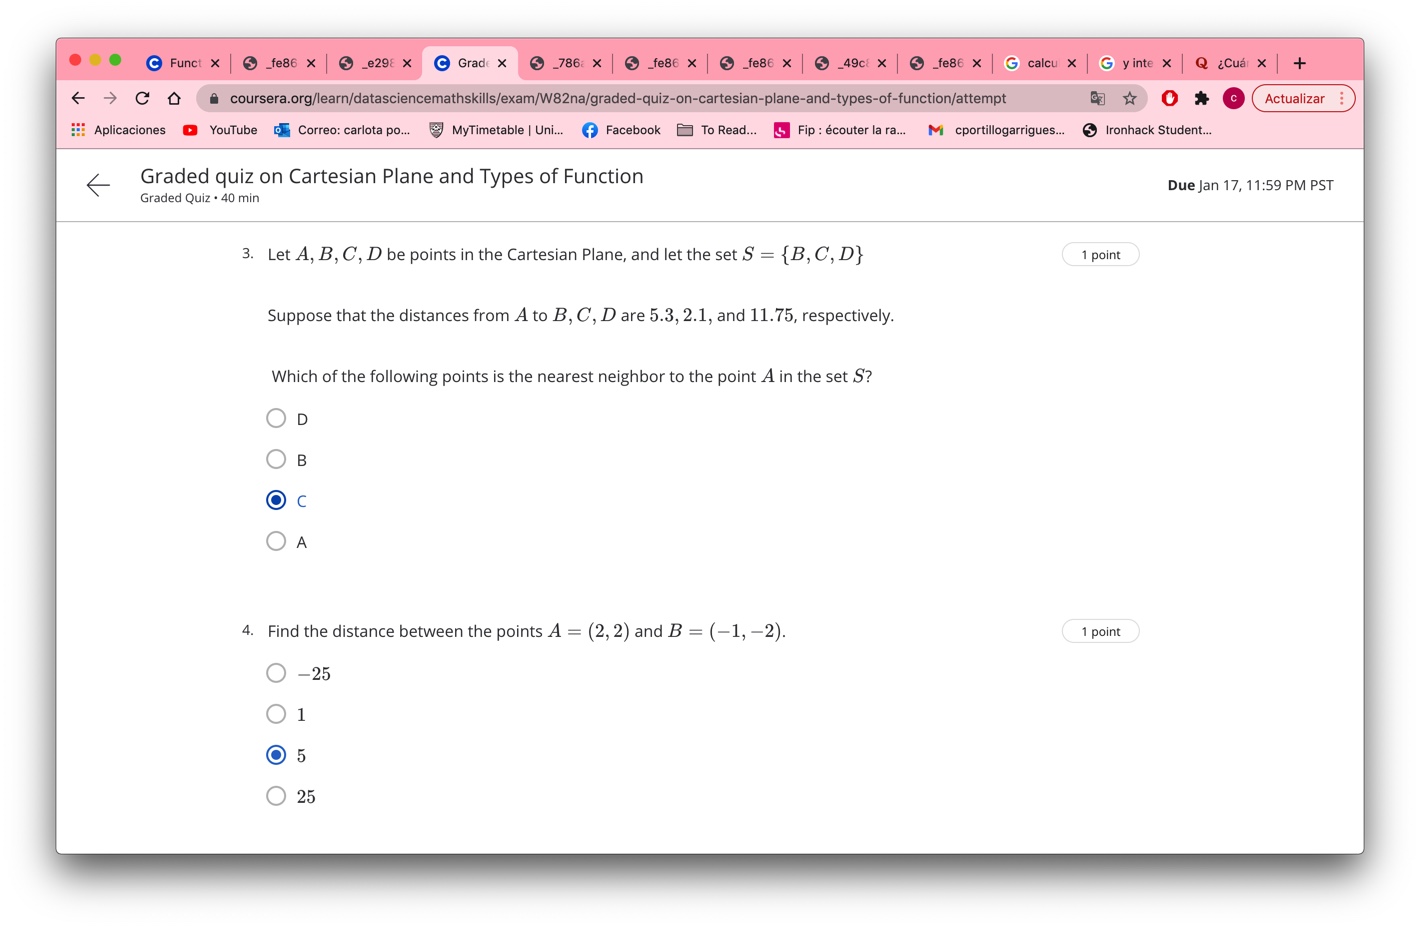 Funct
_fe86
_e298
Grade
_786
_fe86
_fe86
_49c
_fe86
calcu
y inte
¿Cuá
coursera.org/learn/datasciencemathskills/exam/W82na/graded-quiz-on-cartesian-plane-and-types-of-function/attempt
C
Actualizar
Aplicaciones
YouTube
Correo: carlota po...
MyTimetable | Uni...
Facebook
To Read...
Fip : écouter la ra...
cportillogarrigues...
Ironhack Student...
Graded quiz on Cartesian Plane and Types of Function
Graded Quiz • 40 min
Due Jan 17, 11:59 PM PST
3. Let A, B, C, D be points in the Cartesian Plane, and let the set S = {B, C, D}
1 point
Suppose that the distances from A to B, C, D are 5.3, 2.1, and 11.75, respectively.
Which of the following points is the nearest neighbor to the point A in the set S?
D
B
C
A
4. Find the distance between the points A = (2, 2) and B = (−1, −2).
1 point
−25
1
5
25